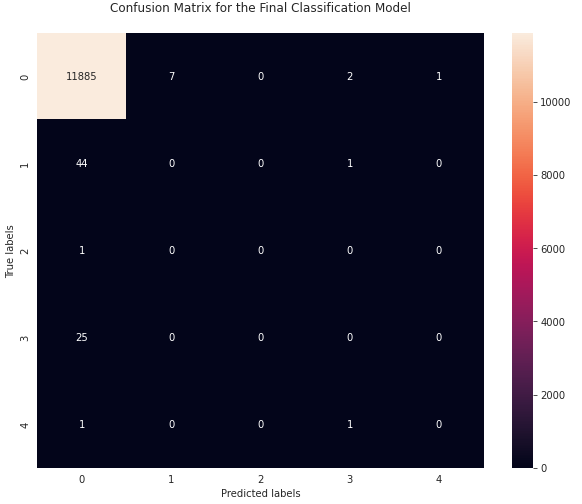 Confusion Matrix for the Final Classification Model
0 11885 7 0 2 1
1 44 0 0 1 0
2 1 0 0 0 0
3 25 0 0 0 0
4 1 0 0 1 0
0 1 2 3 4
True labels
Predicted labels
10000
8000
6000
4000
2000
0